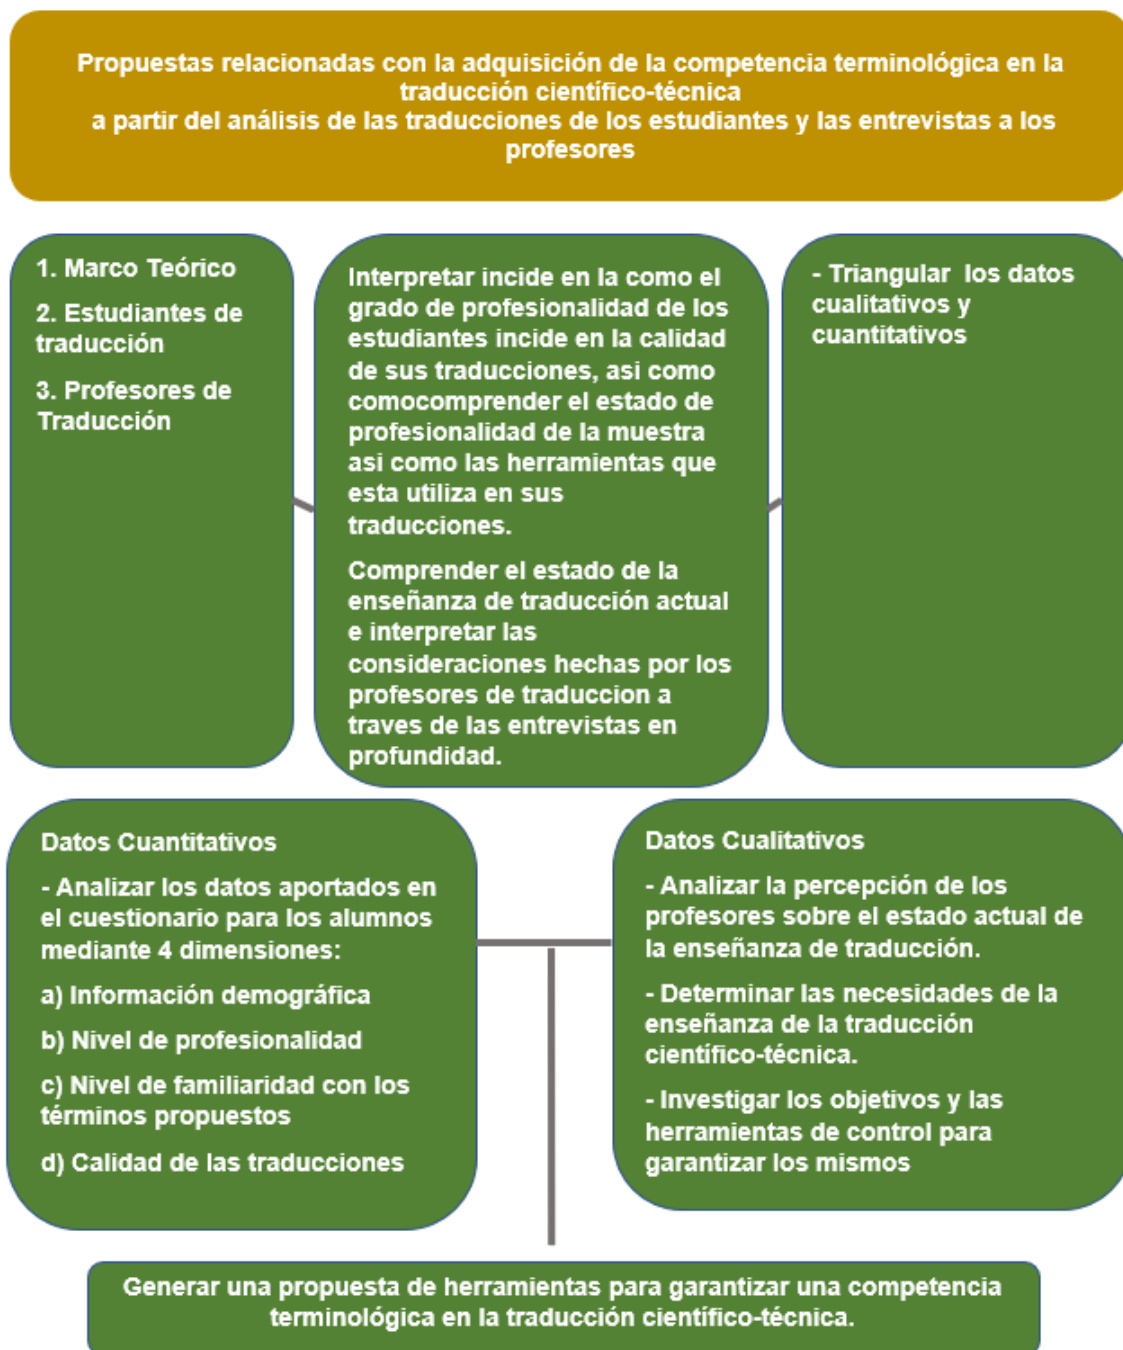 Propuestas relacionadas con la adquisición de la competencia terminológica en la
traducción científico-técnica
a partir del análisis de las traducciones de los estudiantes y las entrevistas a los
profesores
1. Marco Teórico
2. Estudiantes de
traducción
3. Profesores de
Traducción
Interpretar incide en la como el
grado de profesionalidad de los
estudiantes incide en la calidad
de sus traducciones, asi como
comocomprender el estado de
profesionalidad de la muestra
asi como las herramientas que
esta utiliza en sus
traducciones.
Comprender el estado de la
enseñanza de traducción actual
e interpretar las
consideraciones hechas por los
profesores de traduccion a
traves de las entrevistas en
profundidad.
- Triangular los datos
cualitativos y
cuantitativos
Datos Cuantitativos
- Analizar los datos aportados en
el cuestionario para los alumnos
mediante 4 dimensiones:
a) Información demográfica
b) Nivel de profesionalidad
c) Nivel de familiaridad con los
términos propuestos
d) Calidad de las traducciones
Datos Cualitativos
- Analizar la percepción de los
profesores sobre el estado actual de
la enseñanza de traducción.
- Determinar las necesidades de la
enseñanza de la traducción
científico-técnica.
- Investigar los objetivos y las
herramientas de control para
garantizar los mismos
Generar una propuesta de herramientas para garantizar una competencia
terminológica en la traducción científico-técnica.